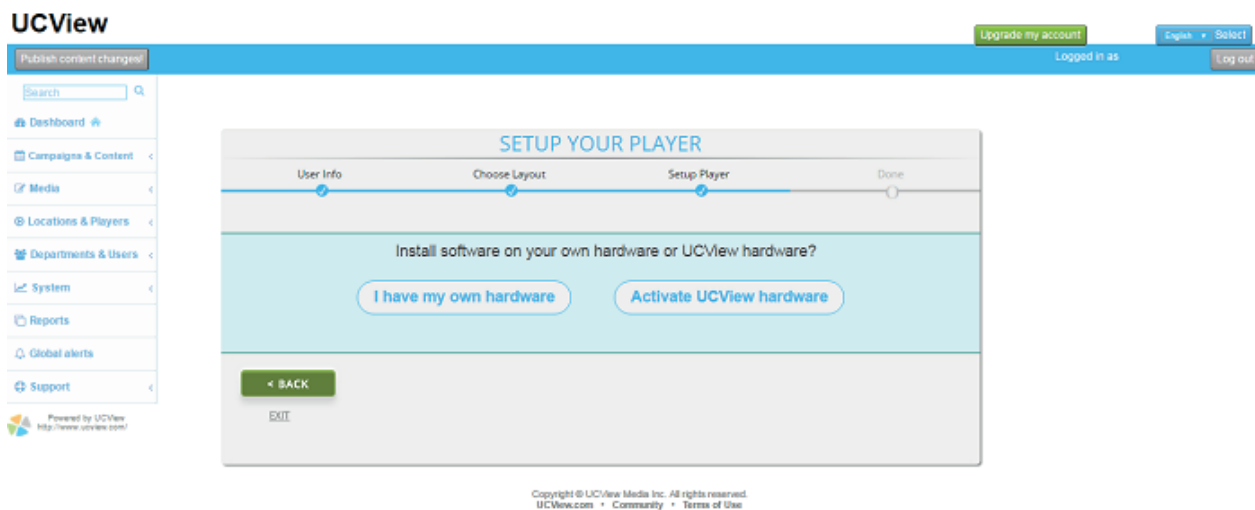 UCView
Upgrade my account
English Select
Publish content changes!
Logged in as
Log out
Search
Dashboard
Campaigns & Content
Media
Locations & Players
Departments & Users
System
Reports
Global alerts
Support
Powered by UCView
http://www.ucview.com/
SETUP YOUR PLAYER
User Info Choose Layout Setup Player Done
Install software on your own hardware or UCView hardware?
I have my own hardware Activate UCView hardware
< BACK
EXIT
Copyright © UCView Media Inc. All rights reserved.
UCView.com • Community • Terms of Use